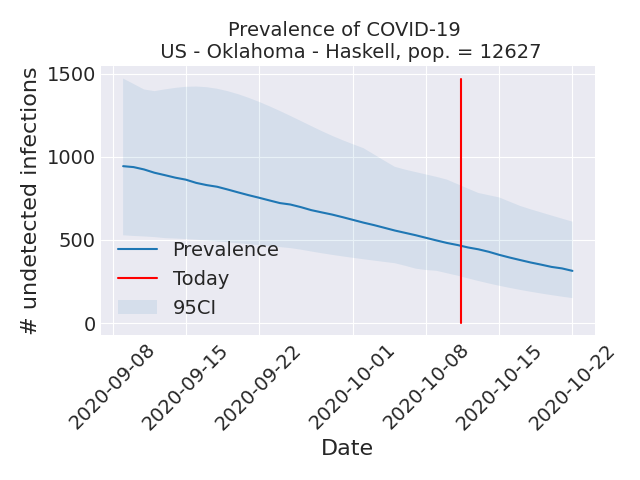 Prevalence of COVID-19
US - Oklahoma - Haskell, pop. = 12627
# undetected infections
1500
1000
500
0
Prevalence
Today
95CI
2020-09-08
2020-09-15
2020-09-22
2020-10-01
2020-10-08
2020-10-15
2020-10-22
Date